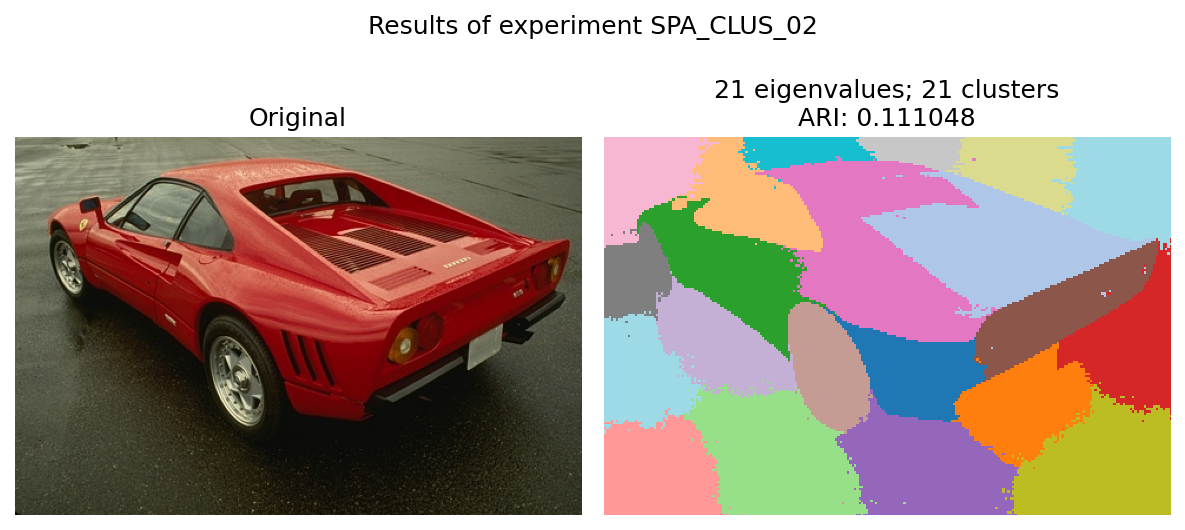 Results of experiment SPA_CLUS_02
Original
21 eigenvalues; 21 clusters
ARI: 0.111048